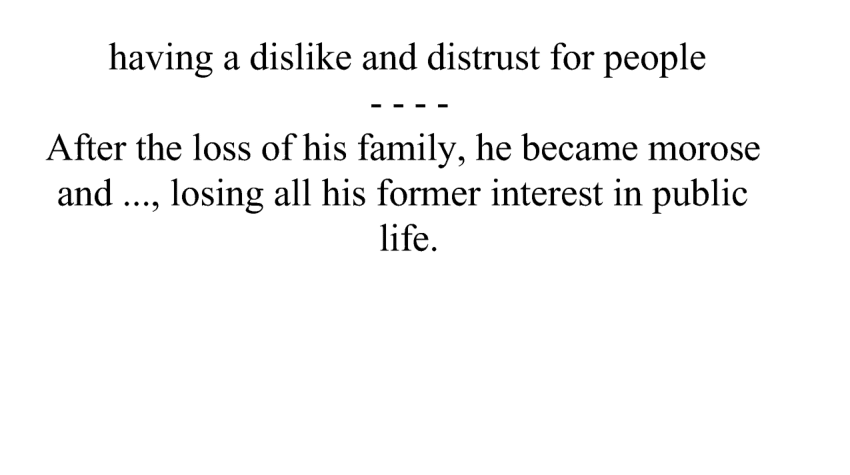 having a dislike and distrust for people
- - - -
After the loss of his family, he became morose
and ..., losing all his former interest in public
life.